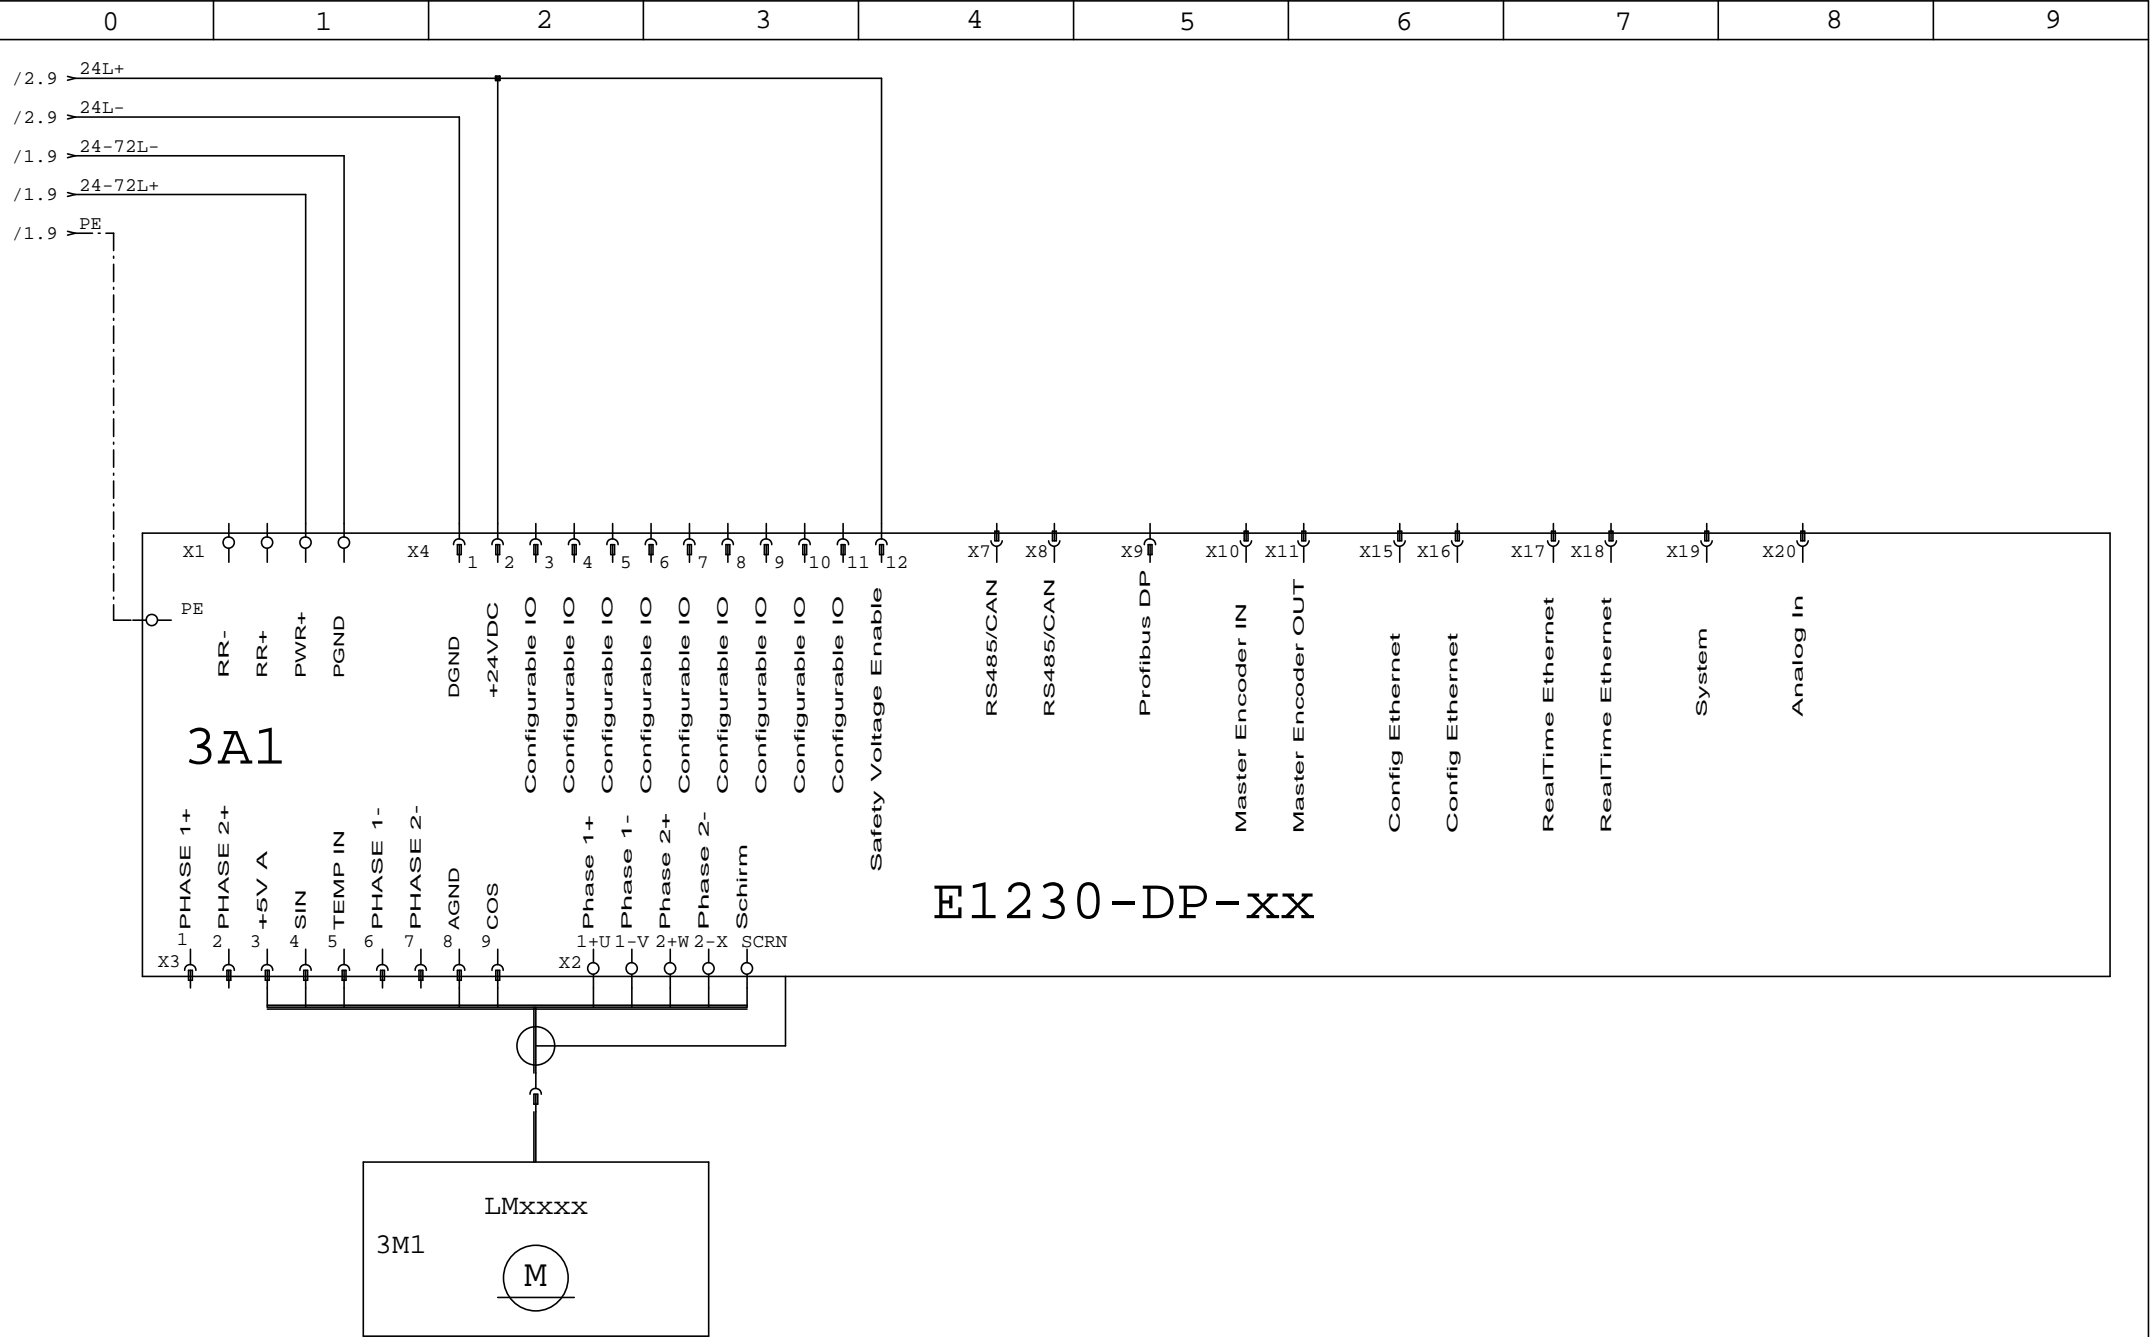 0 1 2 3 4 5 6 7 8 9
/2.9 24L+
/2.9 24L-
/1.9 24-72L-
/1.9 24-72L+
/1.9 PE
X1 X4 1 2 3 4 5 6 7 8 9 10 11 12 X7 X8 X9 X10 X11 X15 X16 X17 X18 X19 X20
PE
RR-
RR+
PWR+
PGND
DGND
+24VDC
Configurable IO
Configurable IO
Configurable IO
Configurable IO
Configurable IO
Configurable IO
Configurable IO
Configurable IO
Configurable IO
Safety Voltage Enable
RS485/CAN
RS485/CAN
Profibus DP
Master Encoder IN
Master Encoder OUT
Config Ethernet
Config Ethernet
RealTime Ethernet
RealTime Ethernet
System
Analog In
3A1
E1230-DP-xx
PHASE 1+
PHASE 2+
+5V A
SIN
TEMP IN
PHASE 1-
PHASE 2-
AGND
COS
Phase 1+
Phase 1-
Phase 2+
Phase 2-
Schirm
1 2 3 4 5 6 7 8 9 1+U 1-V 2+W 2-X SCRN
X3 X2
LMxxxx
3M1
M